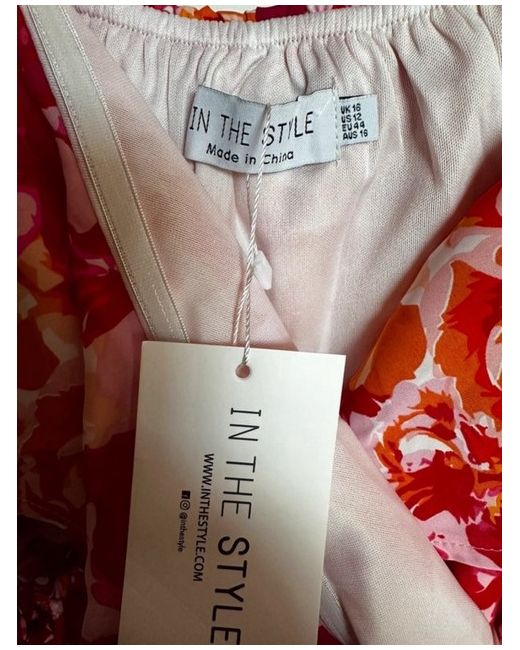 IN THE STYLE
Made in China
UK 16
US 12
EU 44
AUS 16
IN THE STYLE
WWW.INTHESTYLE.COM
@inthestyle